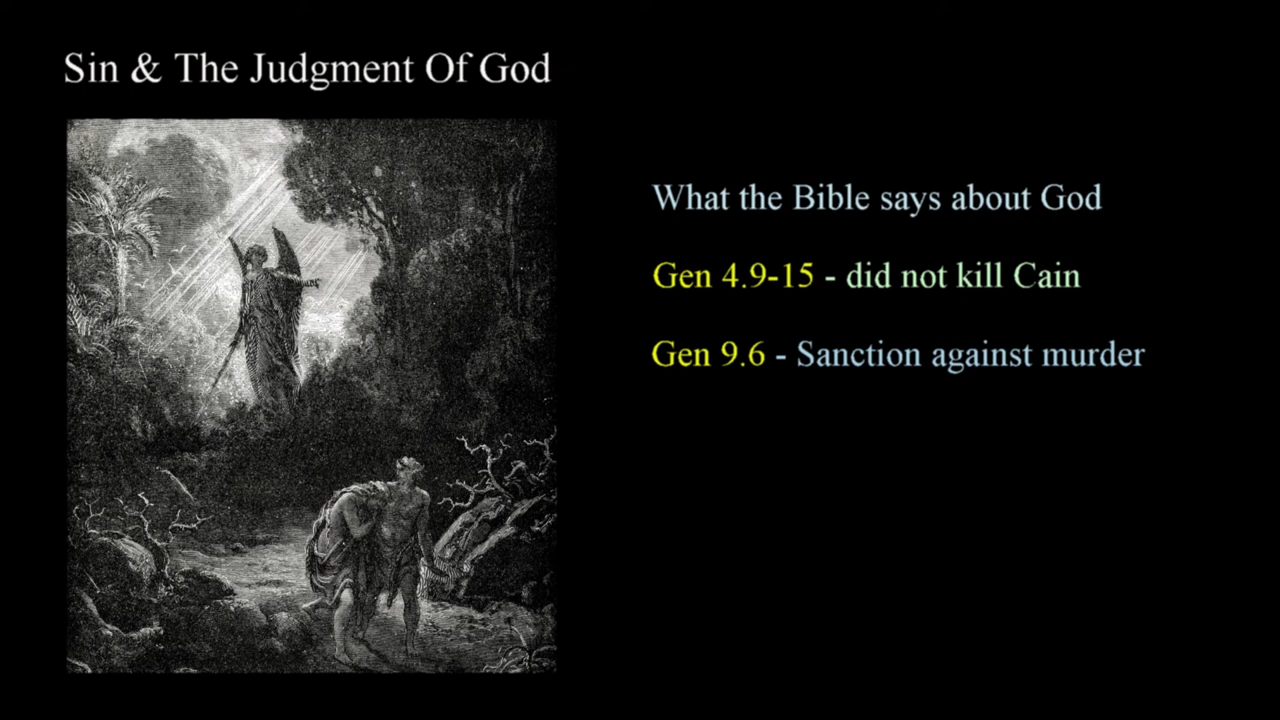 Sin & The Judgment Of God
What the Bible says about God
Gen 4.9-15 - did not kill Cain
Gen 9.6 - Sanction against murder